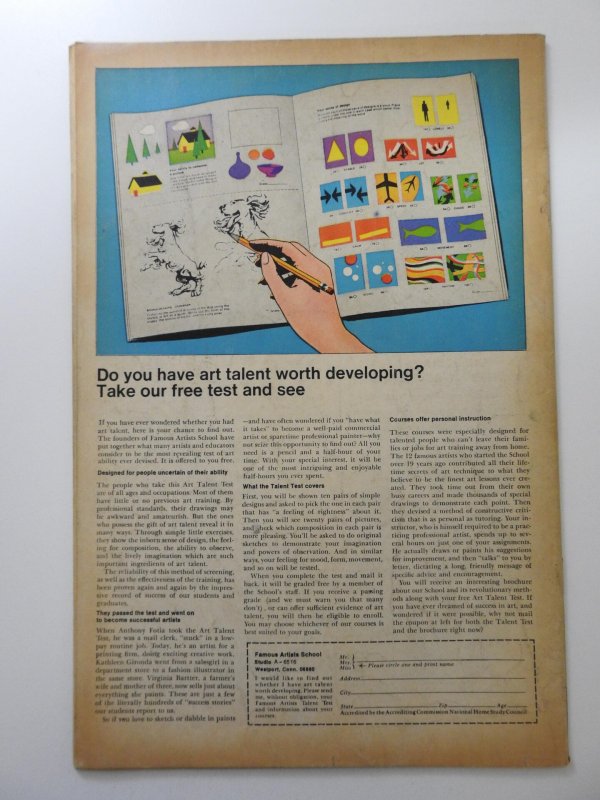 Do you have art talent worth developing?
Take our free test and see
If you have ever wondered whether you had
art talent, here is your chance to find out.
The founders of Famous Artists School have
put together what many artists and educators
consider to be the most revealing test of art
ability ever devised. It is offered to you free.
Designed for people uncertain of their ability
The people who take this Art Talent Test
are of all ages and occupations. Most of them
have little or no previous art training. By
professional standards, their drawings may
be awkward and amateurish. But the ones
who possess the gift of art talent reveal it in
many ways. Through simple little exercises,
they show the inborn sense of design, the feel-
ing for composition, the ability to observe,
and the lively imagination which are such
important ingredients of art talent.
The reliability of this method of screening,
as well as the effectiveness of the training, has
been proven again and again by the impres-
sive record of success of our students and
graduates.
They passed the test and went on
to become successful artists
When Anthony Fotia took the Art Talent
Test, he was a mail clerk, "stuck" in a low-
pay routine job. Today, he's an artist for a
printing firm, doing exciting creative work.
Kathleen Gironda went from a salesgirl in a
department store to a fashion illustrator in
the same store. Virginia Bartter, a farmer's
wife and mother of three, now sells just about
everything she paints. These are just a few
of the literally hundreds of "success stories"
our students report to us.
So if you love to sketch or dabble in paints
—and have often wondered if you "have what
it takes" to become a well-paid commercial
artist or sparetime professional painter—why
not seize this opportunity to find out? All you
need is a pencil and a half-hour of your
time. With your special interest, it will be
one of the most intriguing and enjoyable
half-hours you ever spent.
What the Talent Test covers
First, you will be shown ten pairs of simple
designs and asked to pick the one in each pair
that has "a feeling of rightness" about it.
Then you will see twenty pairs of pictures,
and check which composition in each pair is
more pleasing. You'll be asked to do original
sketches to demonstrate your imagination
and powers of observation. And in similar
ways, your feeling for mood, form, movement,
and so on will be tested.
When you complete the test and mail it
back, it will be graded free by a member of
the School's staff. If you receive a passing
grade (and we must warn you that many
don't), or can offer sufficient evidence of art
talent, you will then be eligible to enroll.
You may choose whichever of our courses is
best suited to your goals.
Courses offer personal instruction
These courses were especially designed for
talented people who can't leave their fami-
lies or jobs for art training away from home.
The 12 famous artists who started the School
over 19 years ago contributed all their life-
time secrets of art technique to what they
believe to be the finest art lessons ever cre-
ated. They took time out from their own
busy careers and made thousands of special
drawings to demonstrate each point. Then
they devised a method of constructive criti-
cism that is as personal as tutoring. Your in-
structor, who is himself required to be a prac-
ticing professional artist, spends up to sev-
eral hours on just one of your assignments.
He actually draws or paints his suggestions
for improvement, and then "talks" to you by
letter, dictating a long, friendly message of
specific advice and encouragement.
You will receive an interesting brochure
about our School and its revolutionary meth-
ods along with your free Art Talent Test. If
you have ever dreamed of success in art, and
wondered if it were possible, why not mail
the coupon at left for both the Talent Test
and the brochure right now?
Famous Artists School
Studio A-6516
Westport, Conn. 06880
I would like to find out
whether I have art talent
worth developing. Please send
me, without obligation, your
Famous Artists Talent Test
and information about your
courses.
Mr.
Mrs.
Miss
Please circle one and print name
Address
City
State Zip Age
Accredited by the Accrediting Commission National Home Study Council